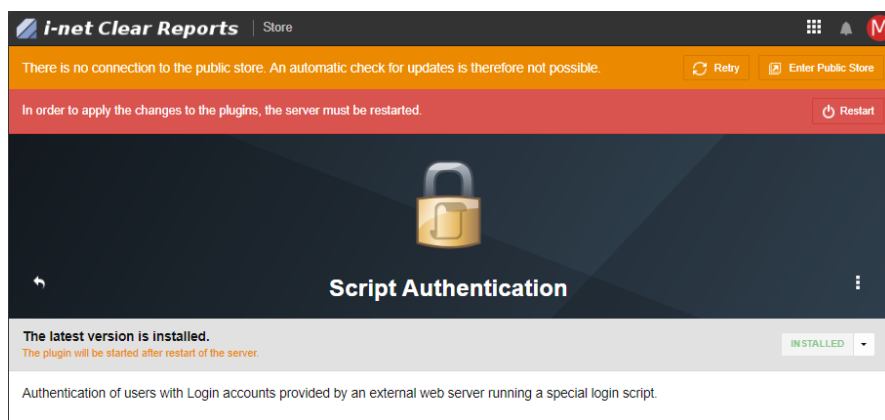 i-net Clear Reports Store M
There is no connection to the public store. An automatic check for updates is therefore not possible. Retry Enter Public Store
In order to apply the changes to the plugins, the server must be restarted. Restart
Script Authentication
The latest version is installed.
The plugin will be started after restart of the server.
INSTALLED
Authentication of users with Login accounts provided by an external web server running a special login script.